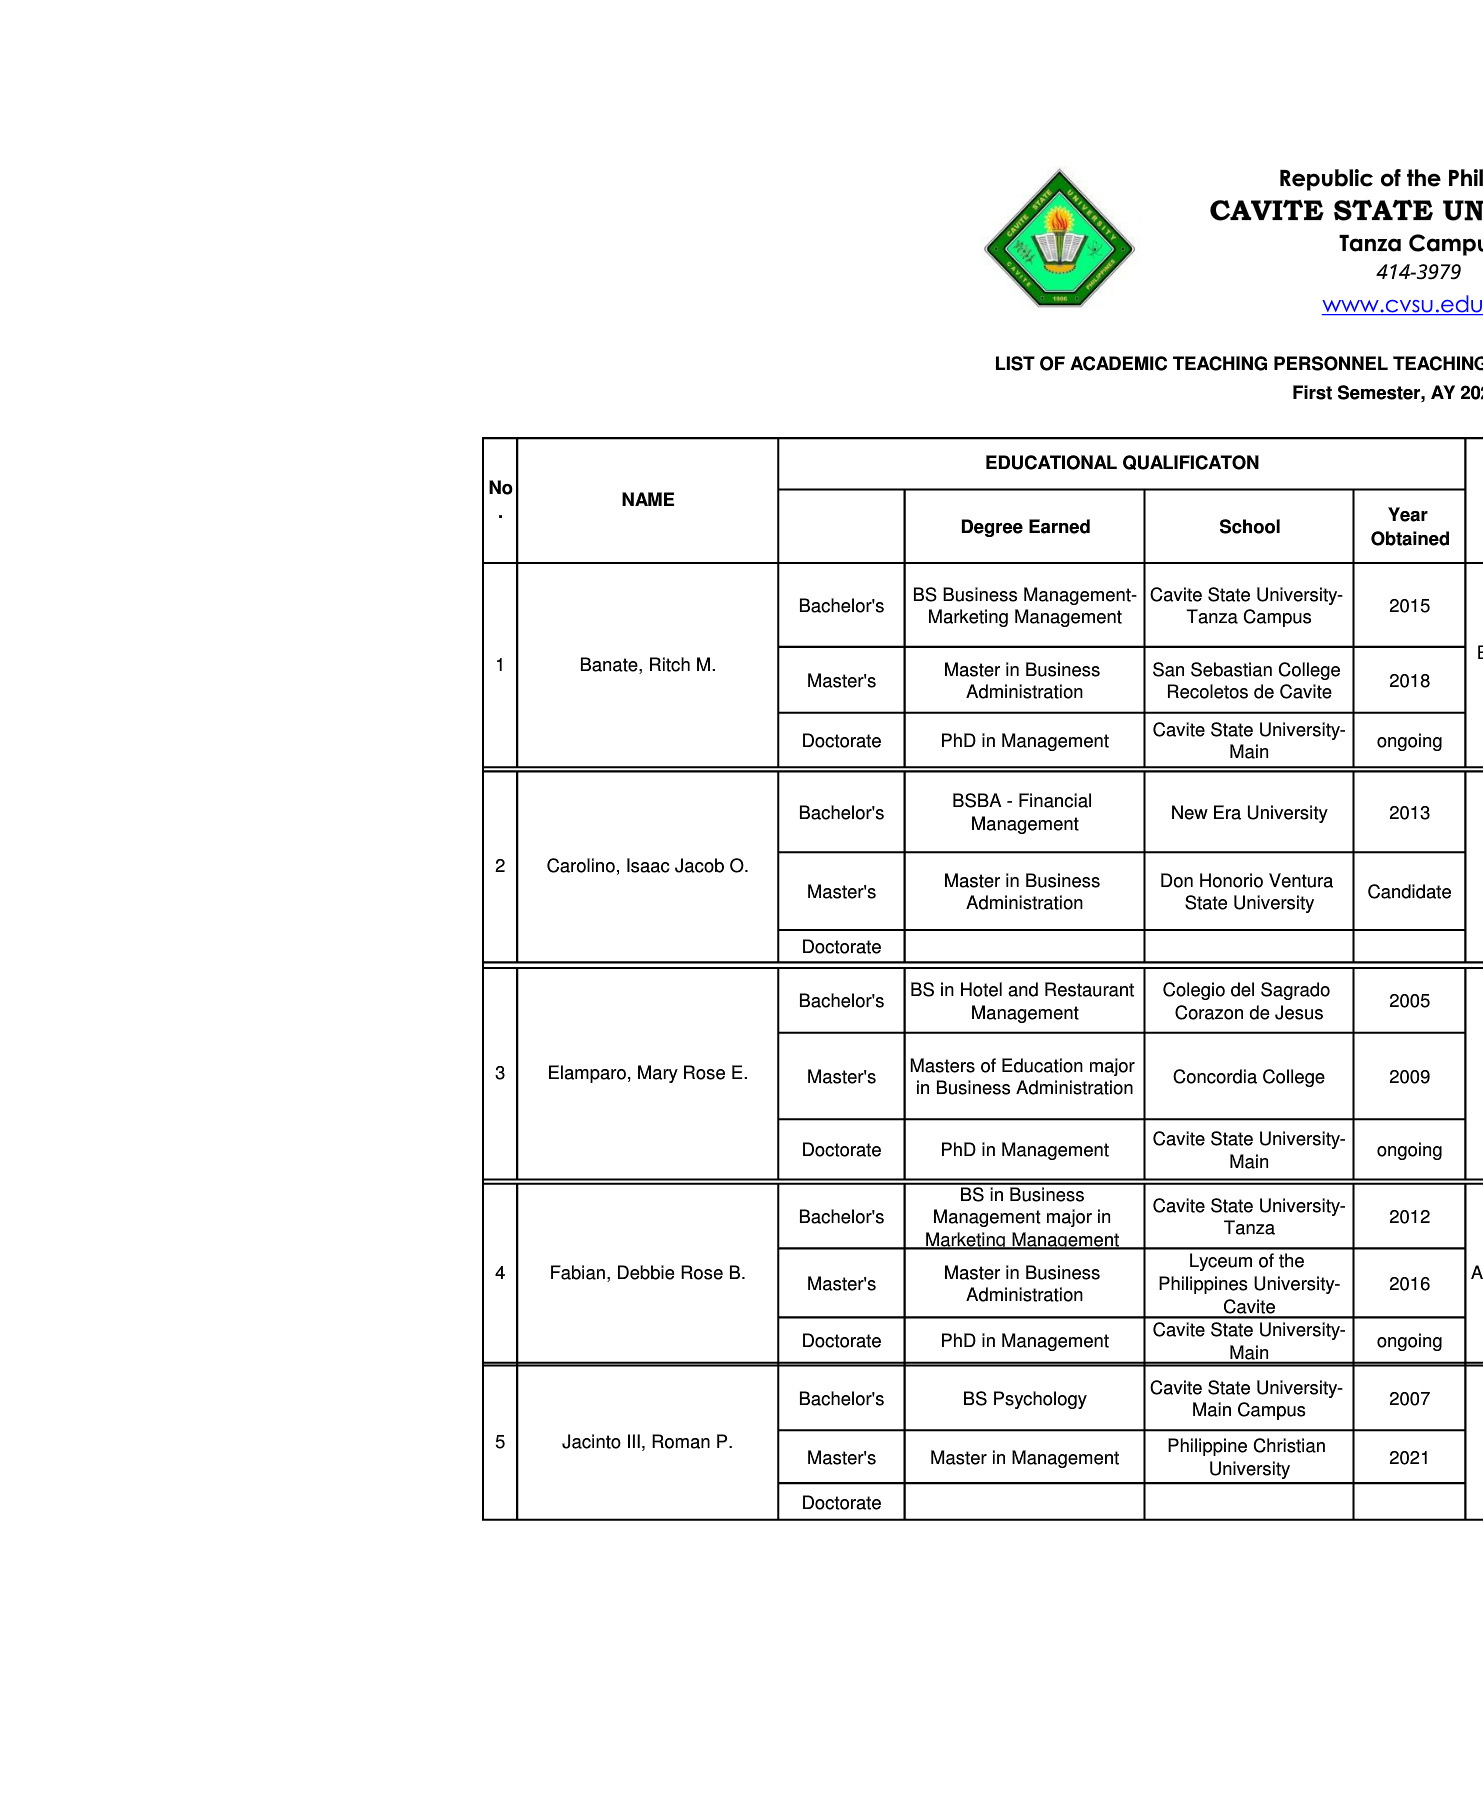 CAVITE STATE UNIVERSITY
CAVITE
PHILIPPINES
1906
Republic of the Phil
CAVITE STATE UN
Tanza Campu
414-3979
www.cvsu.edu
LIST OF ACADEMIC TEACHING PERSONNEL TEACHING
First Semester, AY 202
No
.
NAME
EDUCATIONAL QUALIFICATON
Degree Earned
School
Year
Obtained
1
Banate, Ritch M.
Bachelor's
BS Business Management-
Marketing Management
Cavite State University-
Tanza Campus
2015
Master's
Master in Business
Administration
San Sebastian College
Recoletos de Cavite
2018
Doctorate
PhD in Management
Cavite State University-
Main
ongoing
2
Carolino, Isaac Jacob O.
Bachelor's
BSBA - Financial
Management
New Era University
2013
Master's
Master in Business
Administration
Don Honorio Ventura
State University
Candidate
Doctorate
3
Elamparo, Mary Rose E.
Bachelor's
BS in Hotel and Restaurant
Management
Colegio del Sagrado
Corazon de Jesus
2005
Master's
Masters of Education major
in Business Administration
Concordia College
2009
Doctorate
PhD in Management
Cavite State University-
Main
ongoing
4
Fabian, Debbie Rose B.
Bachelor's
BS in Business
Management major in
Marketing Management
Cavite State University-
Tanza
2012
Master's
Master in Business
Administration
Lyceum of the
Philippines University-
Cavite
2016
A
Doctorate
PhD in Management
Cavite State University-
Main
ongoing
5
Jacinto III, Roman P.
Bachelor's
BS Psychology
Cavite State University-
Main Campus
2007
Master's
Master in Management
Philippine Christian
University
2021
Doctorate